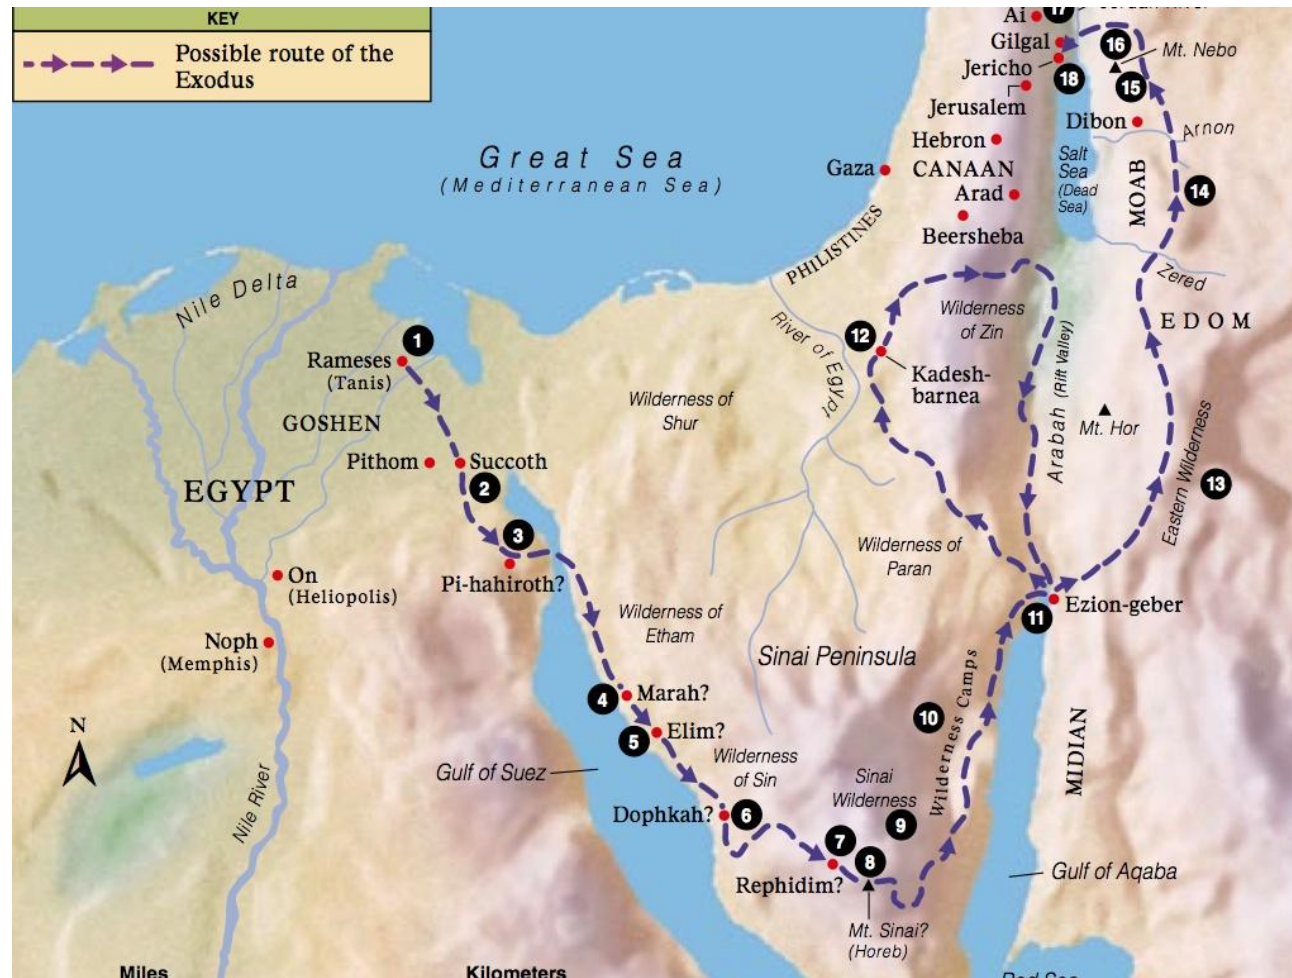 KEY
Possible route of the
Exodus
Great Sea
(Mediterranean Sea)
Ai
17
Gilgal
16
Mt. Nebo
Jericho
18
15
Jerusalem
Dibon
Arnon
Hebron
Gaza
CANAAN
Salt
Sea
(Dead
Sea)
Arad
MOAB
14
Beersheba
PHILISTINES
Zered
Nile Delta
Wilderness
of Zin
EDOM
1
Rameses
(Tanis)
12
River of Egypt
Kadesh-
barnea
Arabah (Rift Valley)
Wilderness of
Shur
Mt. Hor
GOSHEN
Eastern Wilderness
13
Pithom
Succoth
2
EGYPT
3
Pi-hahiroth?
Wilderness of
Paran
On
(Heliopolis)
Ezion-geber
11
Wilderness of
Etham
Noph
(Memphis)
Sinai Peninsula
4
Marah?
5
Elim?
10
Wilderness Camps
MIDIAN
N
Gulf of Suez
Wilderness
of Sin
Sinai
Wilderness
9
Nile River
Dophkah?
6
7
8
Rephidim?
Gulf of Aqaba
Mt. Sinai?
(Horeb)
Miles
Kilometers